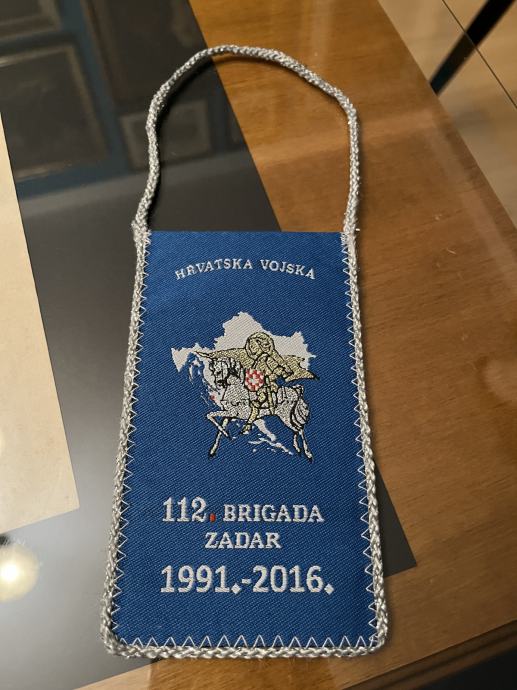 HRVATSKA VOJSKA
112. BRIGADA
ZADAR
1991.-2016.